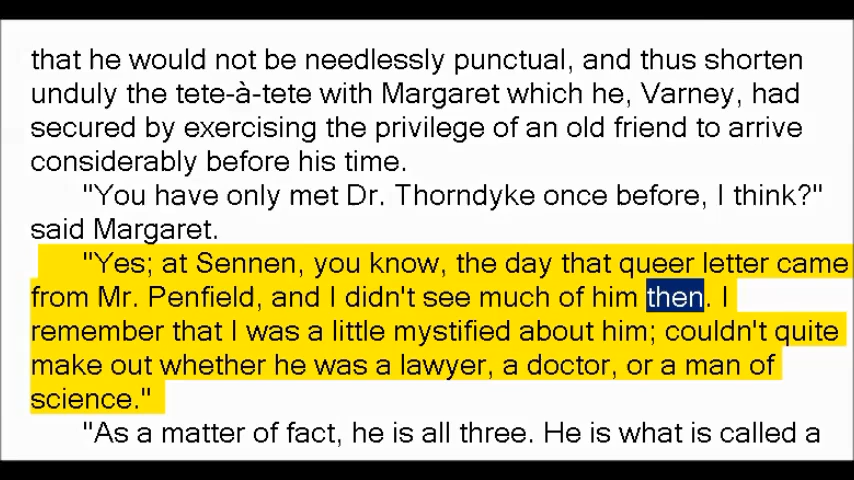 that he would not be needlessly punctual, and thus shorten
unduly the tete-à-tete with Margaret which he, Varney, had
secured by exercising the privilege of an old friend to arrive
considerably before his time.
"You have only met Dr. Thorndyke once before, I think?"
said Margaret.
"Yes; at Sennen, you know, the day that queer letter came
from Mr. Penfield, and I didn't see much of him then. I
remember that I was a little mystified about him; couldn't quite
make out whether he was a lawyer, a doctor, or a man of
science."
"As a matter of fact, he is all three. He is what is called a